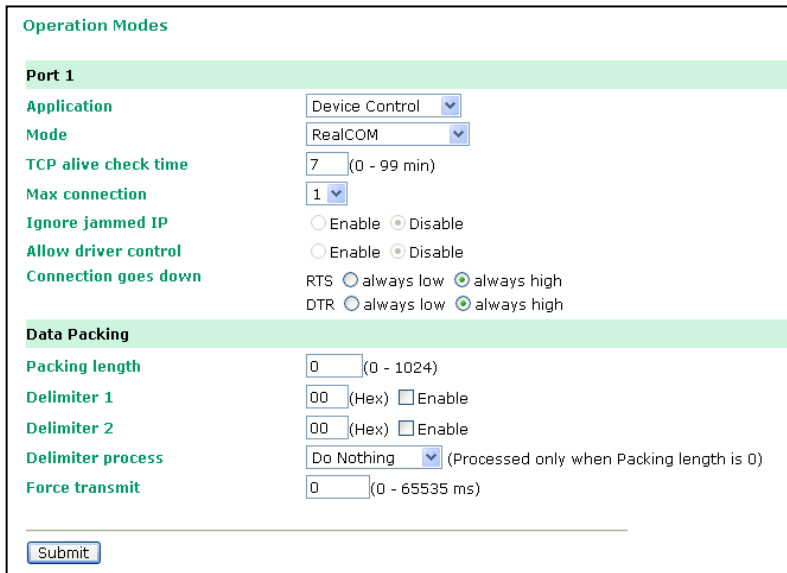 Operation Modes
Port 1
Application Device Control
Mode RealCOM
TCP alive check time 7 (0 - 99 min)
Max connection 1
Ignore jammed IP Enable Disable
Allow driver control Enable Disable
Connection goes down RTS always low always high
DTR always low always high
Data Packing
Packing length 0 (0 - 1024)
Delimiter 1 00 (Hex) Enable
Delimiter 2 00 (Hex) Enable
Delimiter process Do Nothing (Processed only when Packing length is 0)
Force transmit 0 (0 - 65535 ms)
Submit